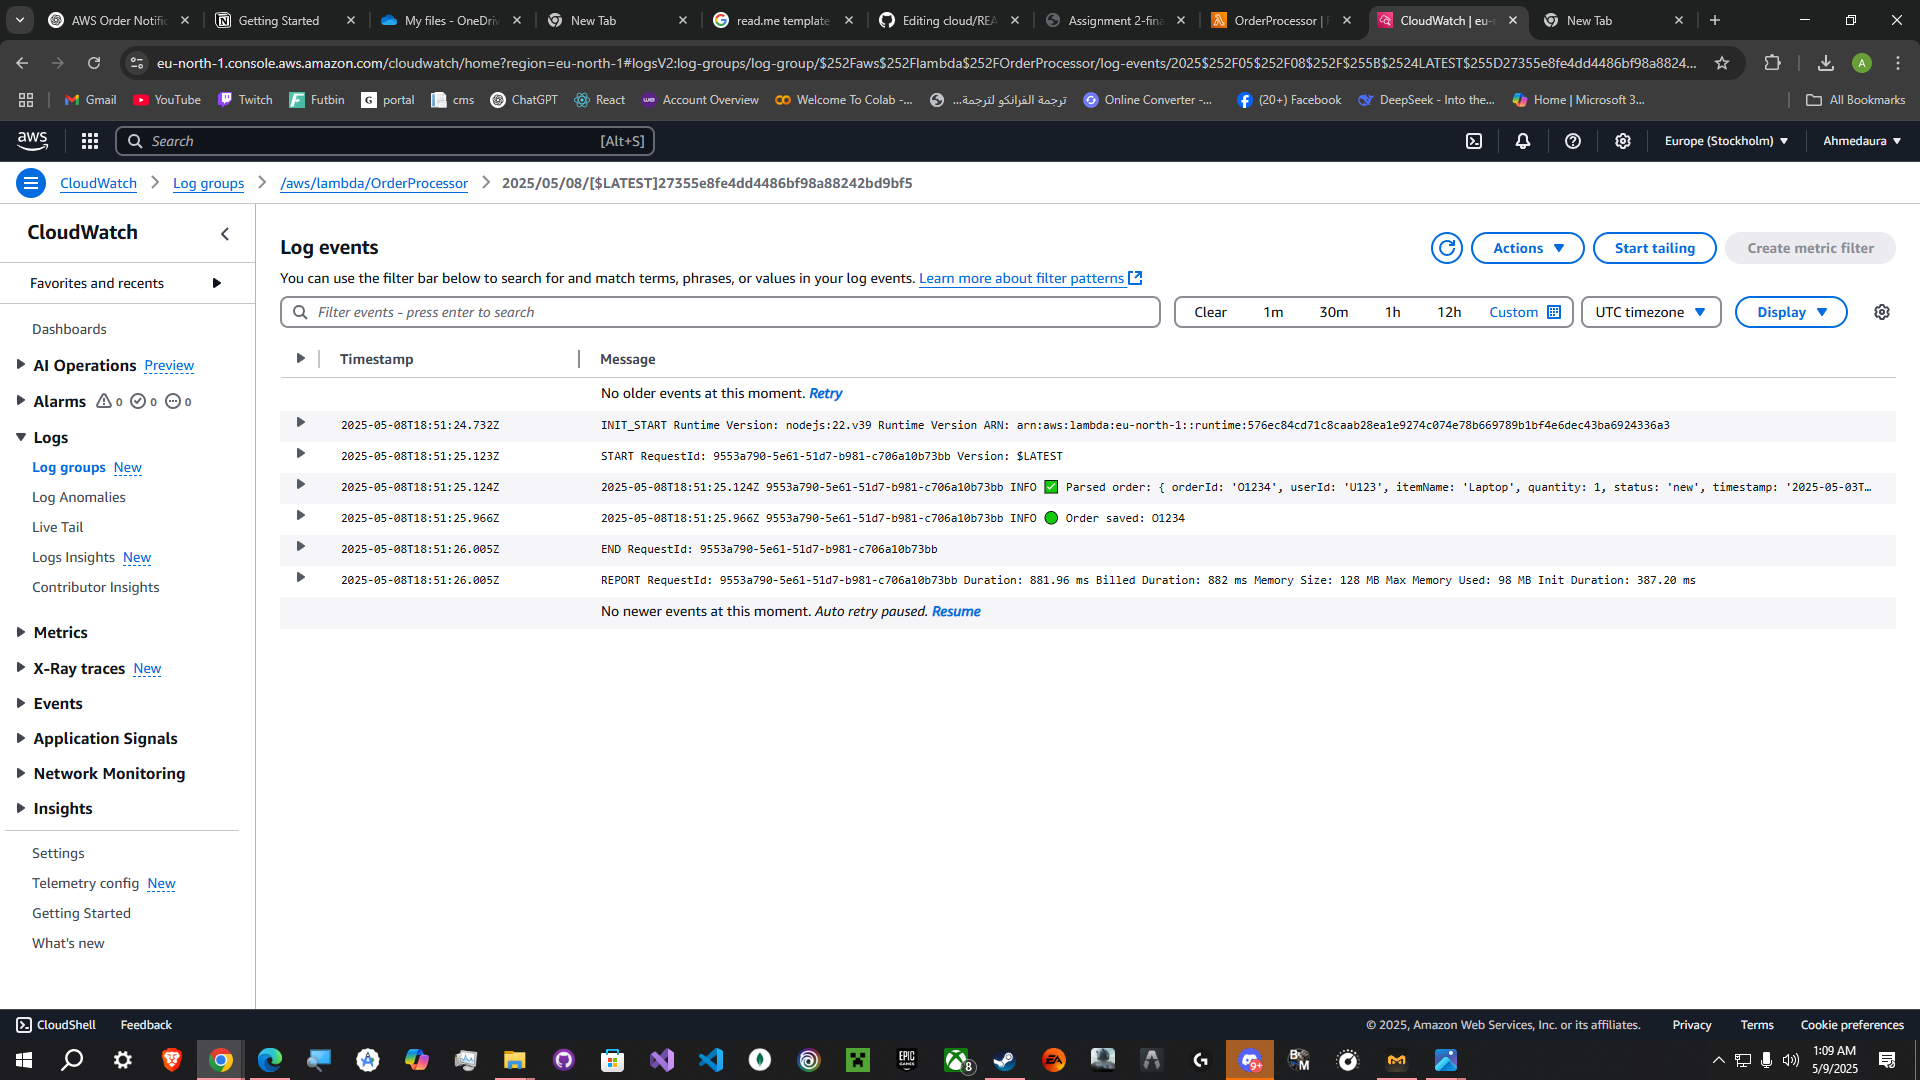 AWS Order Notific
Getting Started
My files - OneDriv
New Tab
read.me template
Editing cloud/REA
Assignment 2-fina
OrderProcessor | F
CloudWatch | eu-n
New Tab
eu-north-1.console.aws.amazon.com/cloudwatch/home?region=eu-north-1#logsV2:log-groups/log-group/$252Faws$252Flambda$252FOrderProcessor/log-events/2025$252F05$252F08$252F$255B$2524LATEST$255D27355e8fe4dd4486bf98a8824...
A
Gmail
YouTube
Twitch
Futbin
G portal
cms
ChatGPT
React
Account Overview
Welcome To Colab -...
ترجمة الفرانكو لترجمة...
Online Converter -...
(20+) Facebook
DeepSeek - Into the...
Home | Microsoft 3...
All Bookmarks
aws
Search
[Alt+S]
Europe (Stockholm)
Ahmedaura
CloudWatch
Log groups
/aws/lambda/OrderProcessor
2025/05/08/[$LATEST]27355e8fe4dd4486bf98a88242bd9bf5
CloudWatch
Favorites and recents
Dashboards
AI Operations Preview
Alarms 0 0 0
Logs
Log groups New
Log Anomalies
Live Tail
Logs Insights New
Contributor Insights
Metrics
X-Ray traces New
Events
Application Signals
Network Monitoring
Insights
Settings
Telemetry config New
Getting Started
What's new
Log events
Actions
Start tailing
Create metric filter
You can use the filter bar below to search for and match terms, phrases, or values in your log events. Learn more about filter patterns
Filter events - press enter to search
Clear 1m 30m 1h 12h Custom
UTC timezone
Display
Timestamp Message
No older events at this moment. Retry
2025-05-08T18:51:24.732Z INIT_START Runtime Version: nodejs:22.v39 Runtime Version ARN: arn:aws:lambda:eu-north-1::runtime:576ec84cd71c8caab28ea1e9274c074e78b669789b1bf4e6dec43ba6924336a3
2025-05-08T18:51:25.123Z START RequestId: 9553a790-5e61-51d7-b981-c706a10b73bb Version: $LATEST
2025-05-08T18:51:25.124Z 2025-05-08T18:51:25.124Z 9553a790-5e61-51d7-b981-c706a10b73bb INFO ✅ Parsed order: { orderId: 'O1234', userId: 'U123', itemName: 'Laptop', quantity: 1, status: 'new', timestamp: '2025-05-03T…
2025-05-08T18:51:25.966Z 2025-05-08T18:51:25.966Z 9553a790-5e61-51d7-b981-c706a10b73bb INFO 🟢 Order saved: O1234
2025-05-08T18:51:26.005Z END RequestId: 9553a790-5e61-51d7-b981-c706a10b73bb
2025-05-08T18:51:26.005Z REPORT RequestId: 9553a790-5e61-51d7-b981-c706a10b73bb Duration: 881.96 ms Billed Duration: 882 ms Memory Size: 128 MB Max Memory Used: 98 MB Init Duration: 387.20 ms
No newer events at this moment. Auto retry paused. Resume
CloudShell
Feedback
© 2025, Amazon Web Services, Inc. or its affiliates.
Privacy
Terms
Cookie preferences
EPIC GAMES
8
EA
9+
1:09 AM
5/9/2025